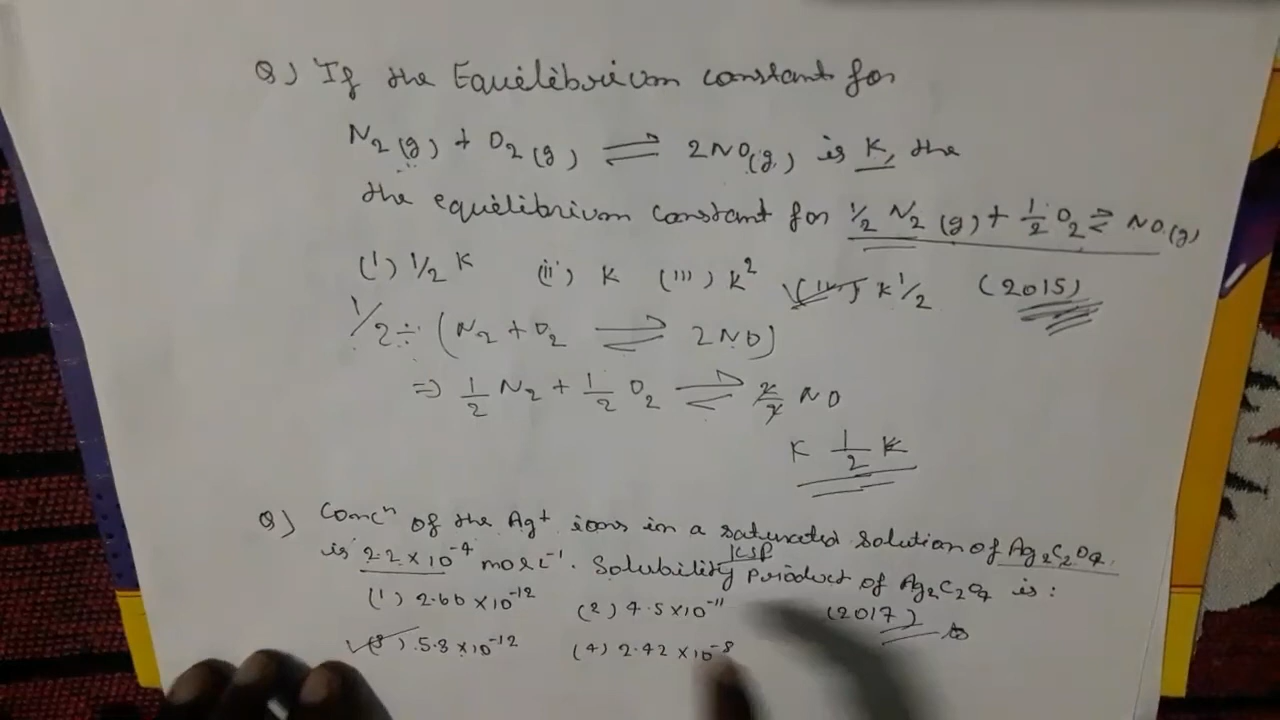 Q) If the Equilibrium constant for
N2(g) + O2(g) ⇌ 2NO(g) is K, the
the equilibrium constant for 1/2 N2 (g) + 1/2 O2 ⇌ NO(g)
(i) 1/2 K (ii) K (iii) K² (iv) K^1/2 (2015)
1/2 ÷ (N2 + O2 ⇌ 2NO)
⇒ 1/2 N2 + 1/2 O2 ⇌ 2/2 NO
K 1/2 K
Q) Concⁿ of the Ag+ ions in a saturated solution of Ag2C2O4
is 2.2 × 10⁻⁴ mol L⁻¹. Solubility product of Ag2C2O4 is:
KSP
(1) 2.66 × 10⁻¹² (2) 4.5 × 10⁻¹¹ (2017)
(3) 5.3 × 10⁻¹² (4) 2.42 × 10⁻⁸